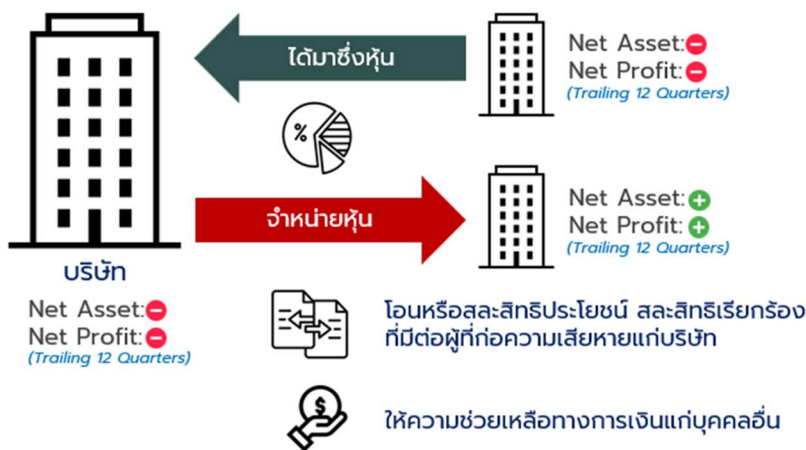 ได้มาซึ่งหุ้น
Net Asset:
Net Profit:
(Trailing 12 Quarters)
%
จำหน่ายหุ้น
Net Asset:
Net Profit:
(Trailing 12 Quarters)
บริษัท
Net Asset:
Net Profit:
(Trailing 12 Quarters)
โอนหรือสละสิทธิประโยชน์ สละสิทธิเรียกร้อง
ที่มีต่อผู้ที่ก่อความเสียหายแก่บริษัท
$
ให้ความช่วยเหลือทางการเงินแก่บุคคลอื่น